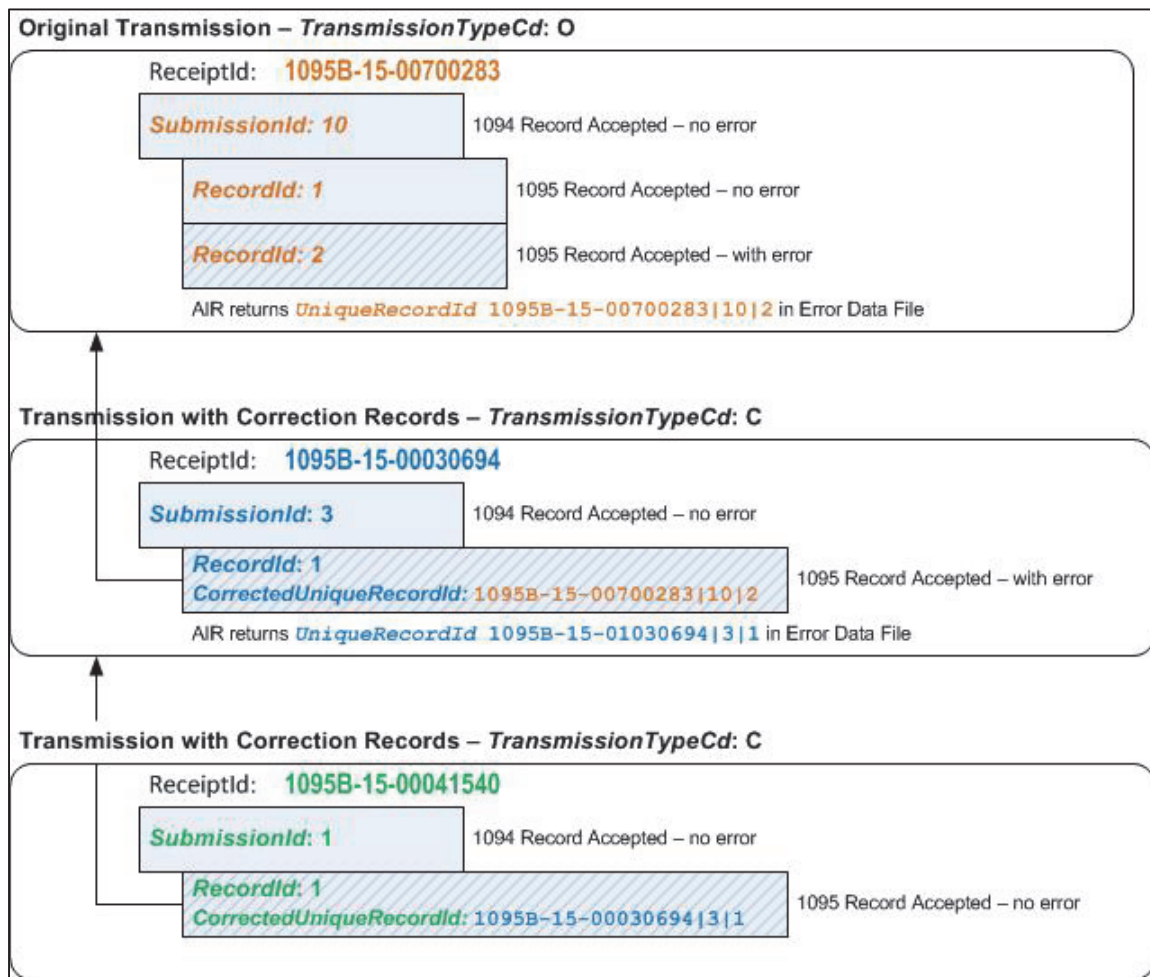 Original Transmission – TransmissionTypeCd: O
ReceiptId: 1095B-15-00700283
SubmissionId: 10
1094 Record Accepted – no error
RecordId: 1
1095 Record Accepted – no error
RecordId: 2
1095 Record Accepted – with error
AIR returns UniqueRecordId 1095B-15-00700283|10|2 in Error Data File
Transmission with Correction Records – TransmissionTypeCd: C
ReceiptId: 1095B-15-00030694
SubmissionId: 3
1094 Record Accepted – no error
RecordId: 1
CorrectedUniqueRecordId: 1095B-15-00700283|10|2
1095 Record Accepted – with error
AIR returns UniqueRecordId 1095B-15-01030694|3|1 in Error Data File
Transmission with Correction Records – TransmissionTypeCd: C
ReceiptId: 1095B-15-00041540
SubmissionId: 1
1094 Record Accepted – no error
RecordId: 1
CorrectedUniqueRecordId: 1095B-15-00030694|3|1
1095 Record Accepted – no error